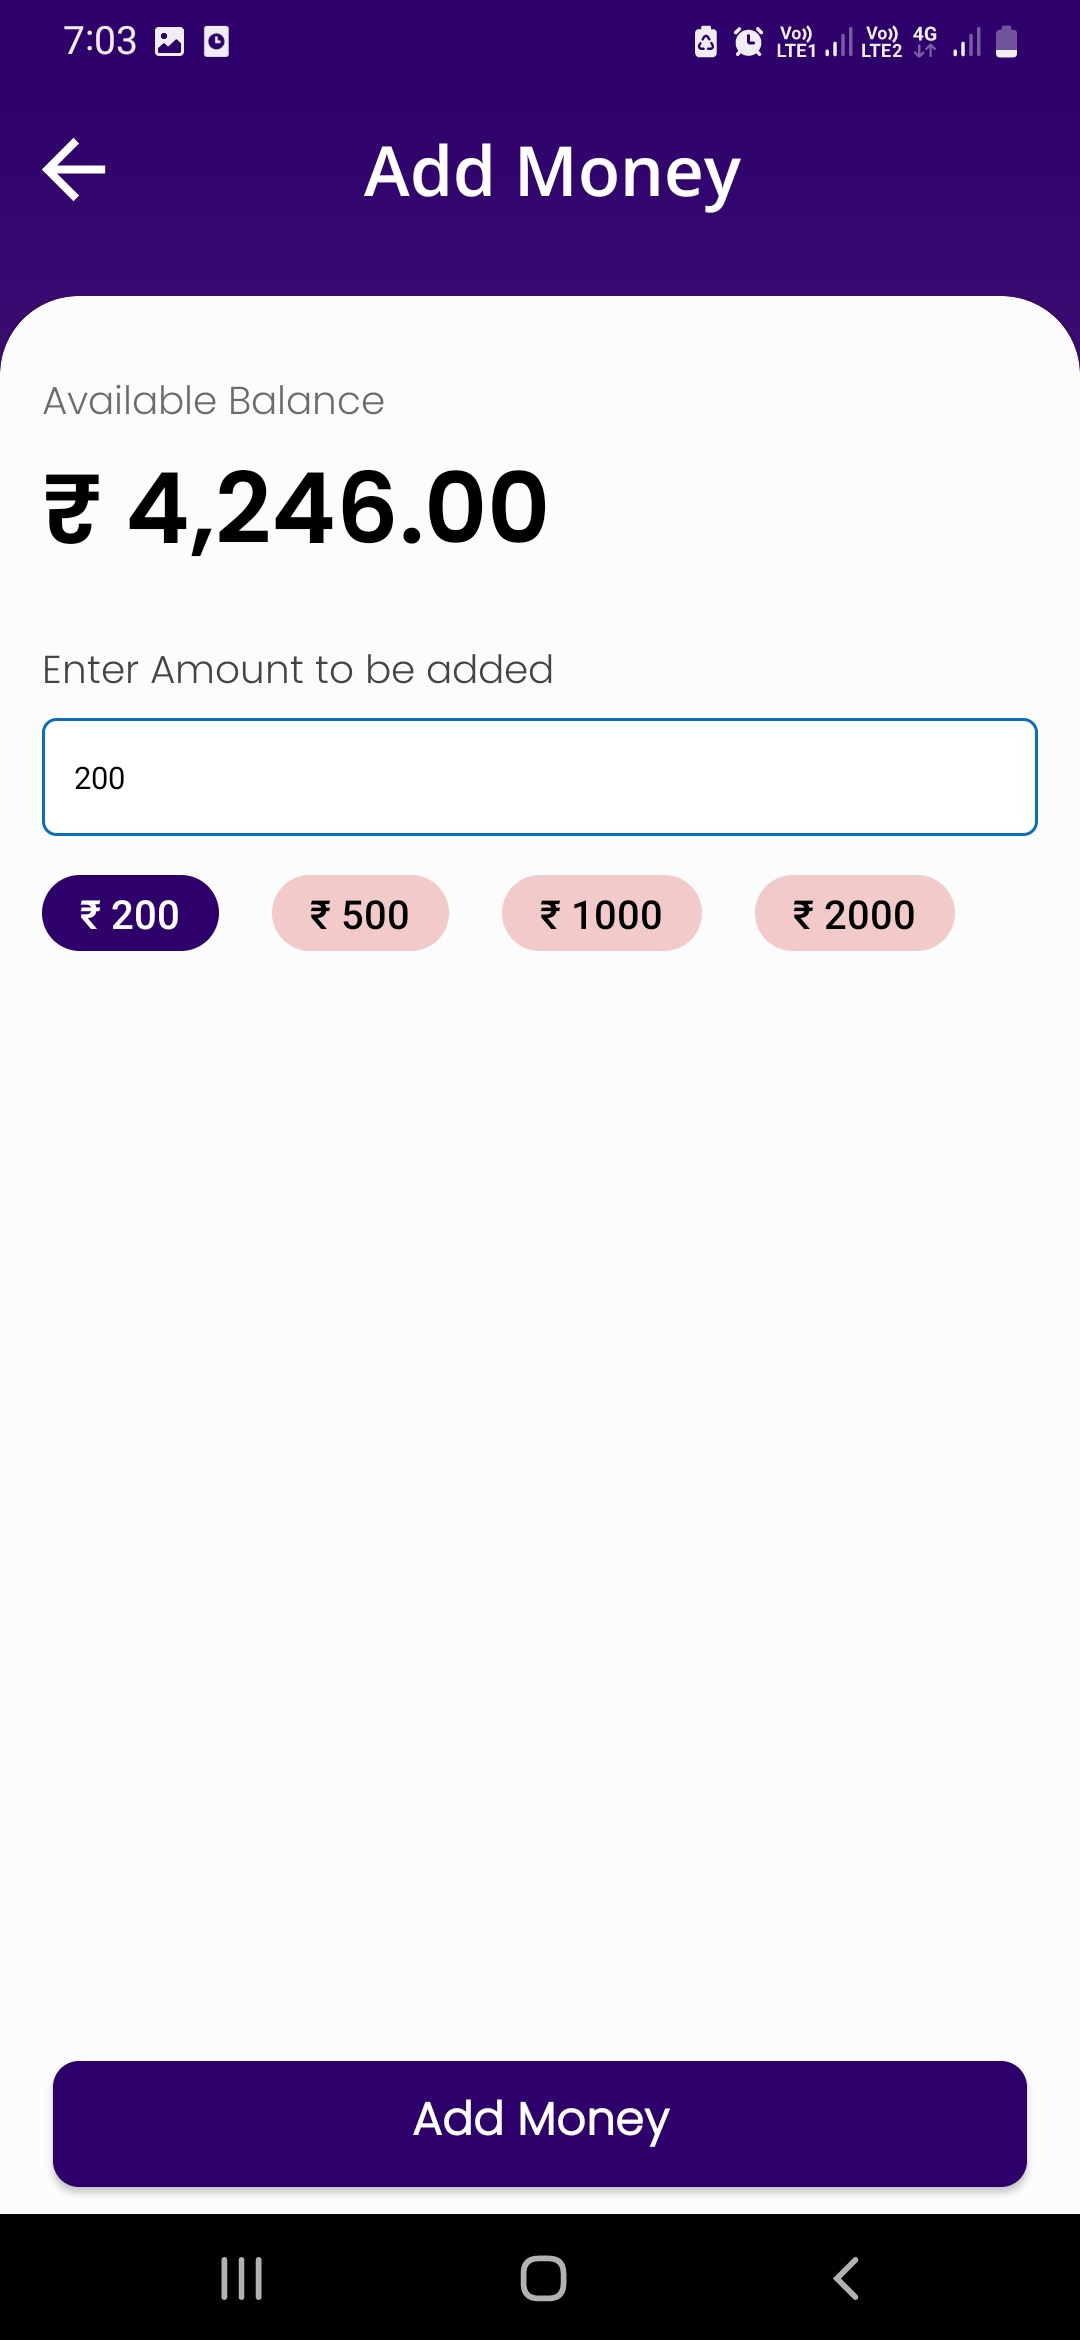 7:03 Vo)) LTE1 Vo)) LTE2 4G
Add Money
Available Balance
₹ 4,246.00
Enter Amount to be added
200
₹ 200 ₹ 500 ₹ 1000 ₹ 2000
Add Money